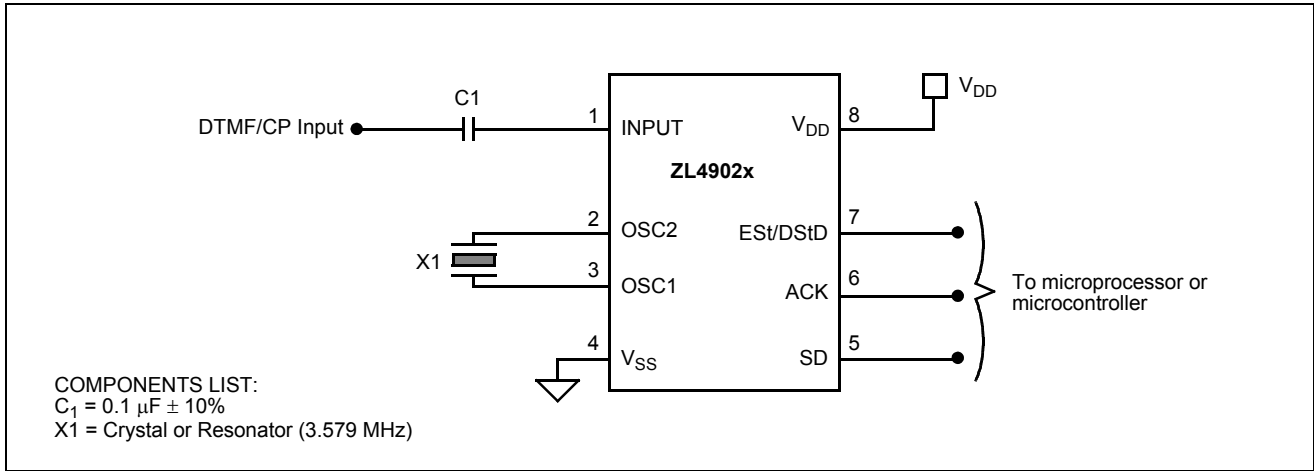 C1
DTMF/CP Input
1
INPUT
VDD
8
VDD
ZL4902x
2
OSC2
ESt/DStD
7
X1
3
OSC1
ACK
6
To microprocessor or
microcontroller
4
VSS
SD
5
COMPONENTS LIST:
C1 = 0.1 μF ± 10%
X1 = Crystal or Resonator (3.579 MHz)